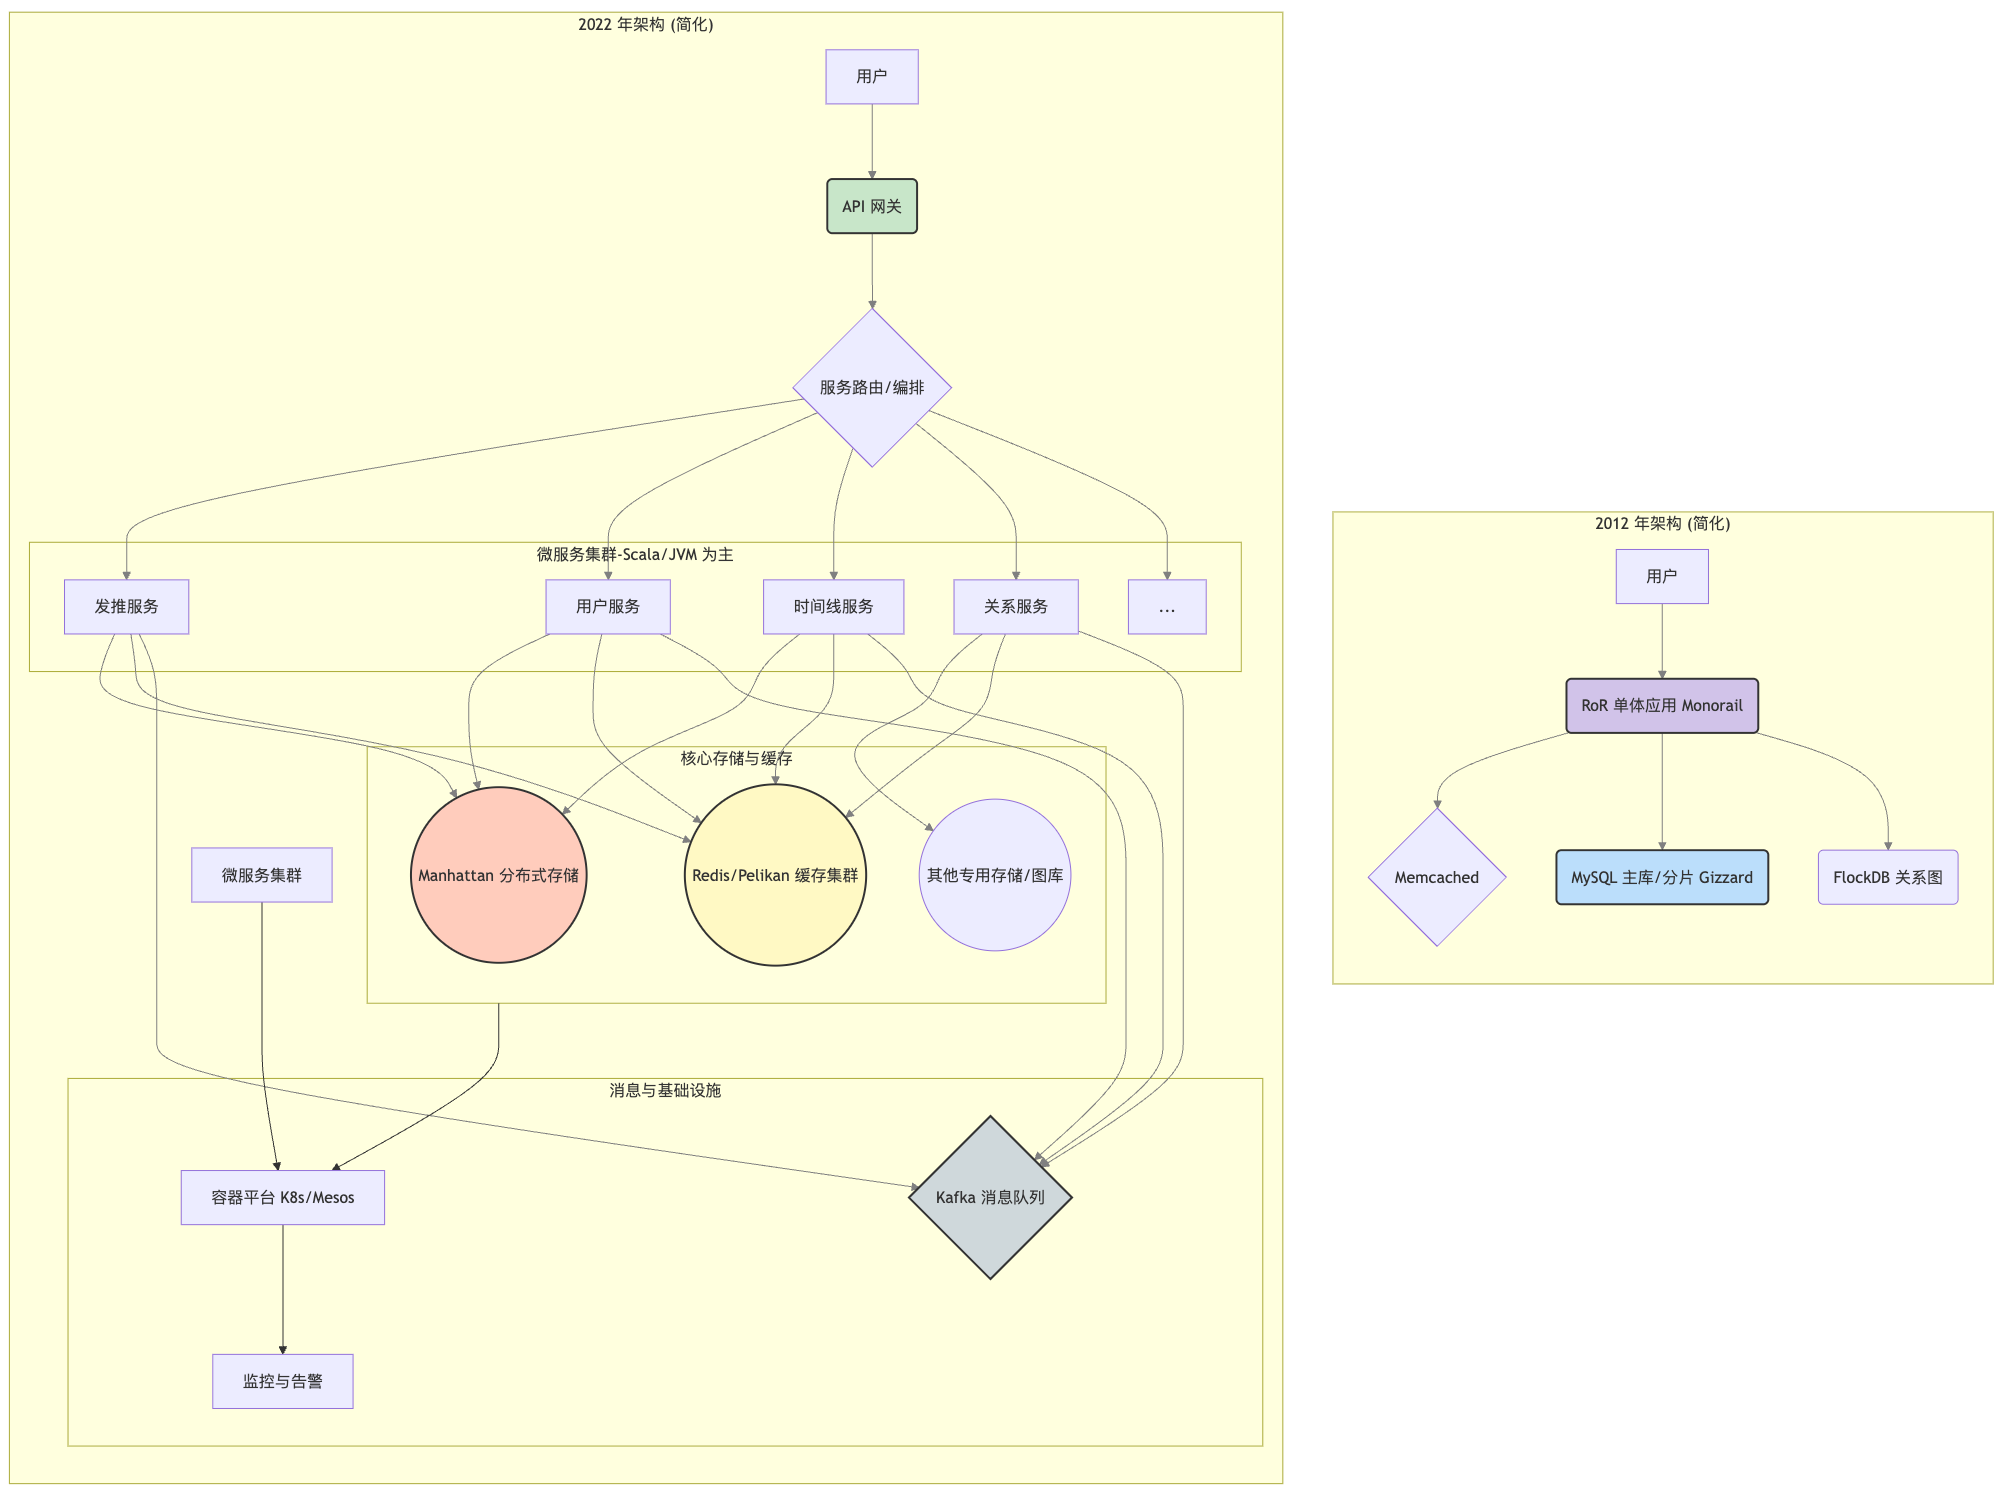 2022 年架构 (简化)
用户
API 网关
服务路由/编排
微服务集群-Scala/JVM 为主
发推服务
用户服务
时间线服务
关系服务
...
核心存储与缓存
Manhattan 分布式存储
Redis/Pelikan 缓存集群
其他专用存储/图库
微服务集群
消息与基础设施
容器平台 K8s/Mesos
Kafka 消息队列
监控与告警
2012 年架构 (简化)
用户
RoR 单体应用 Monorail
Memcached
MySQL 主库/分片 Gizzard
FlockDB 关系图